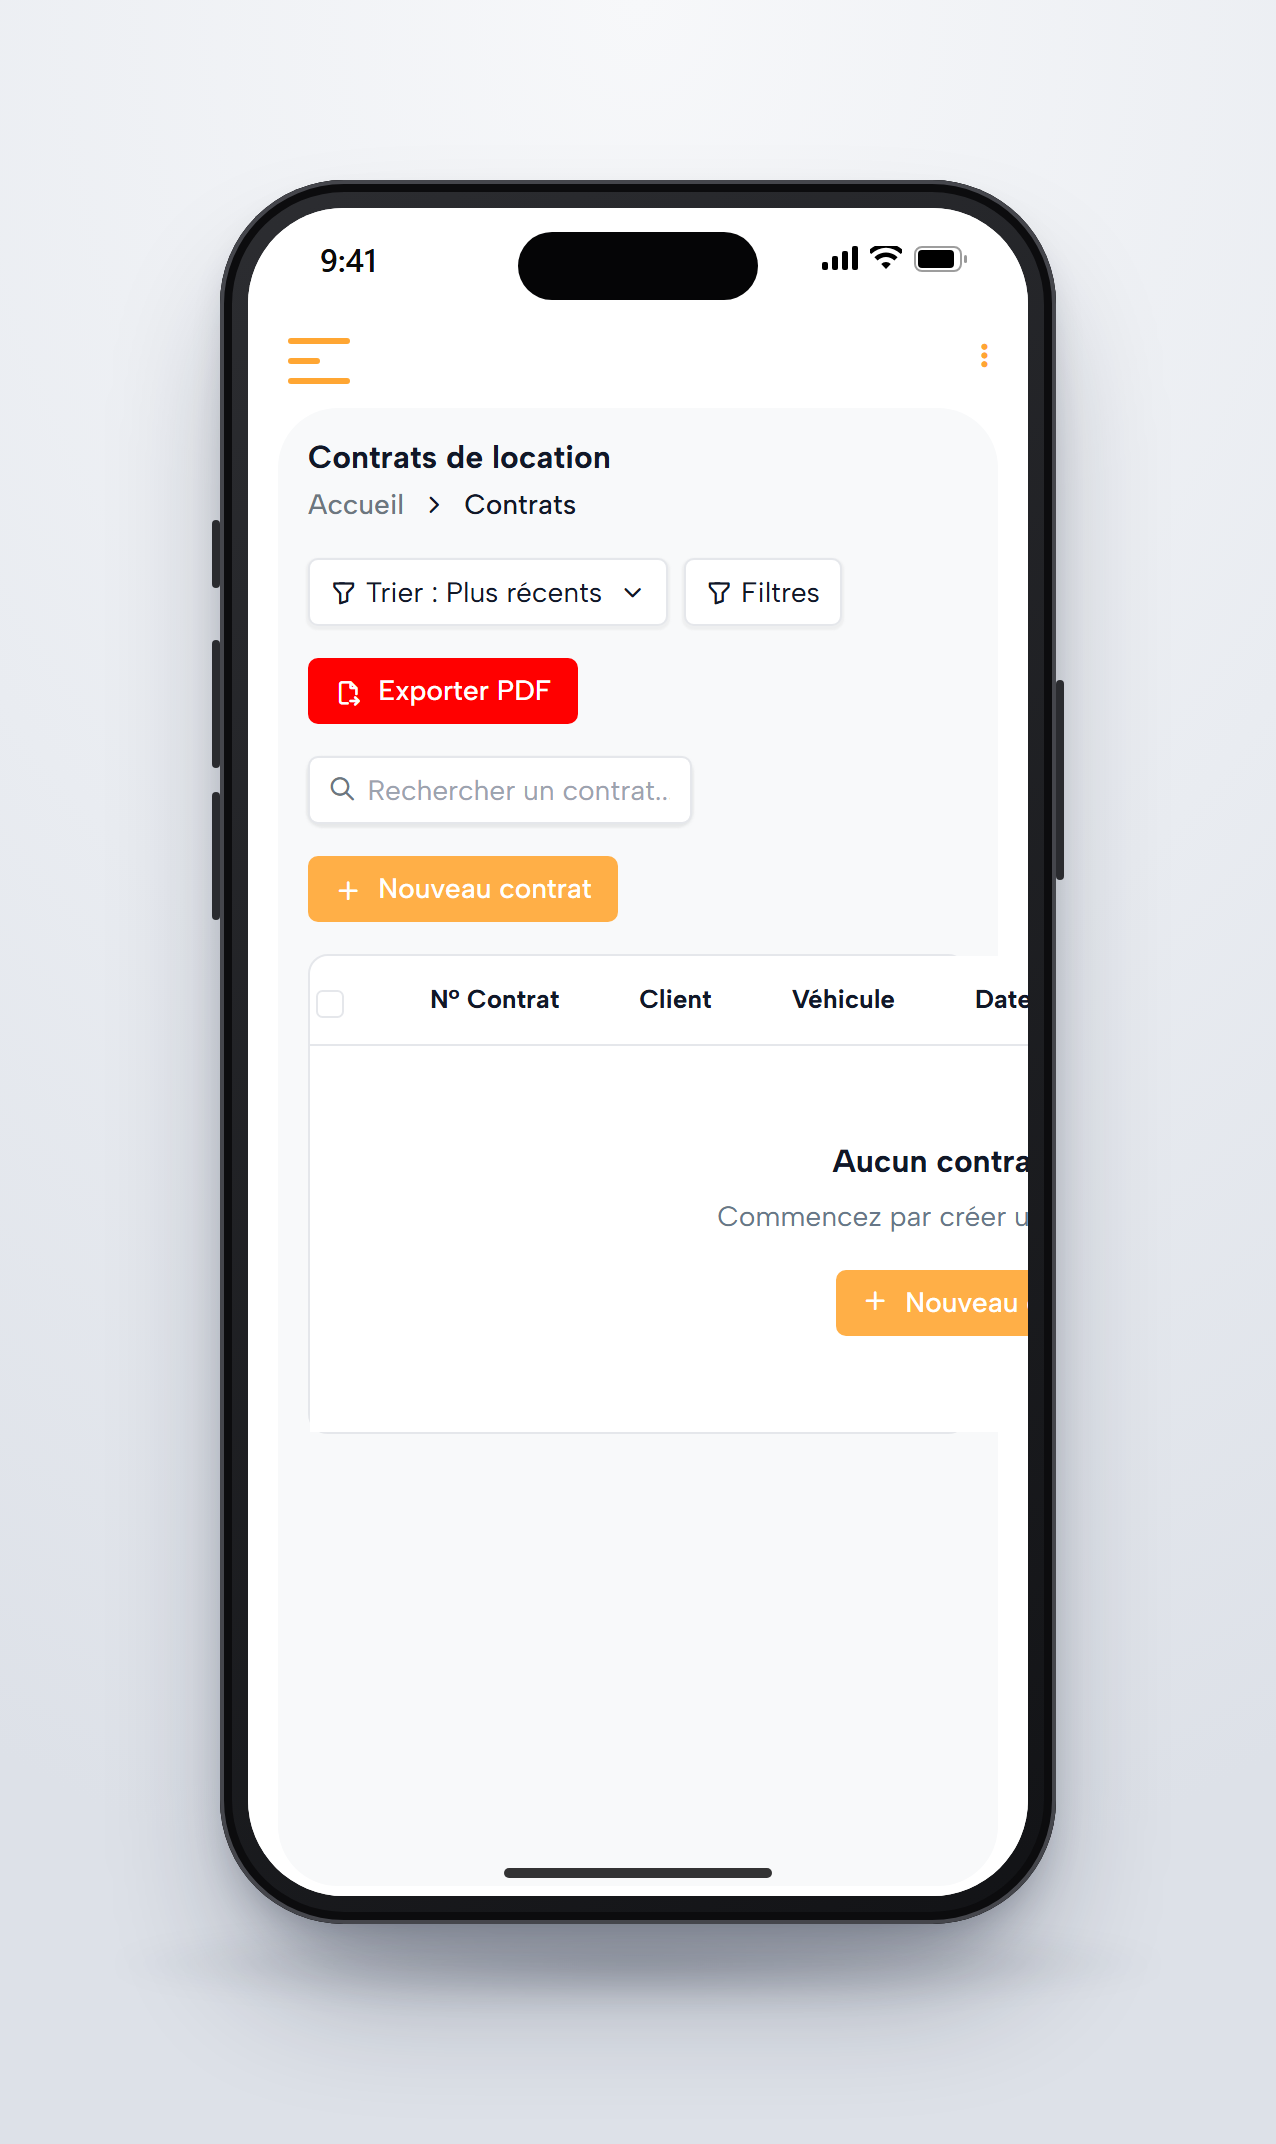 9:41
Contrats de location
Accueil > Contrats
Trier : Plus récents
Filtres
Exporter PDF
Rechercher un contrat..
+ Nouveau contrat
Nº Contrat Client Véhicule Date
Aucun contra
Commencez par créer u
+ Nouveau